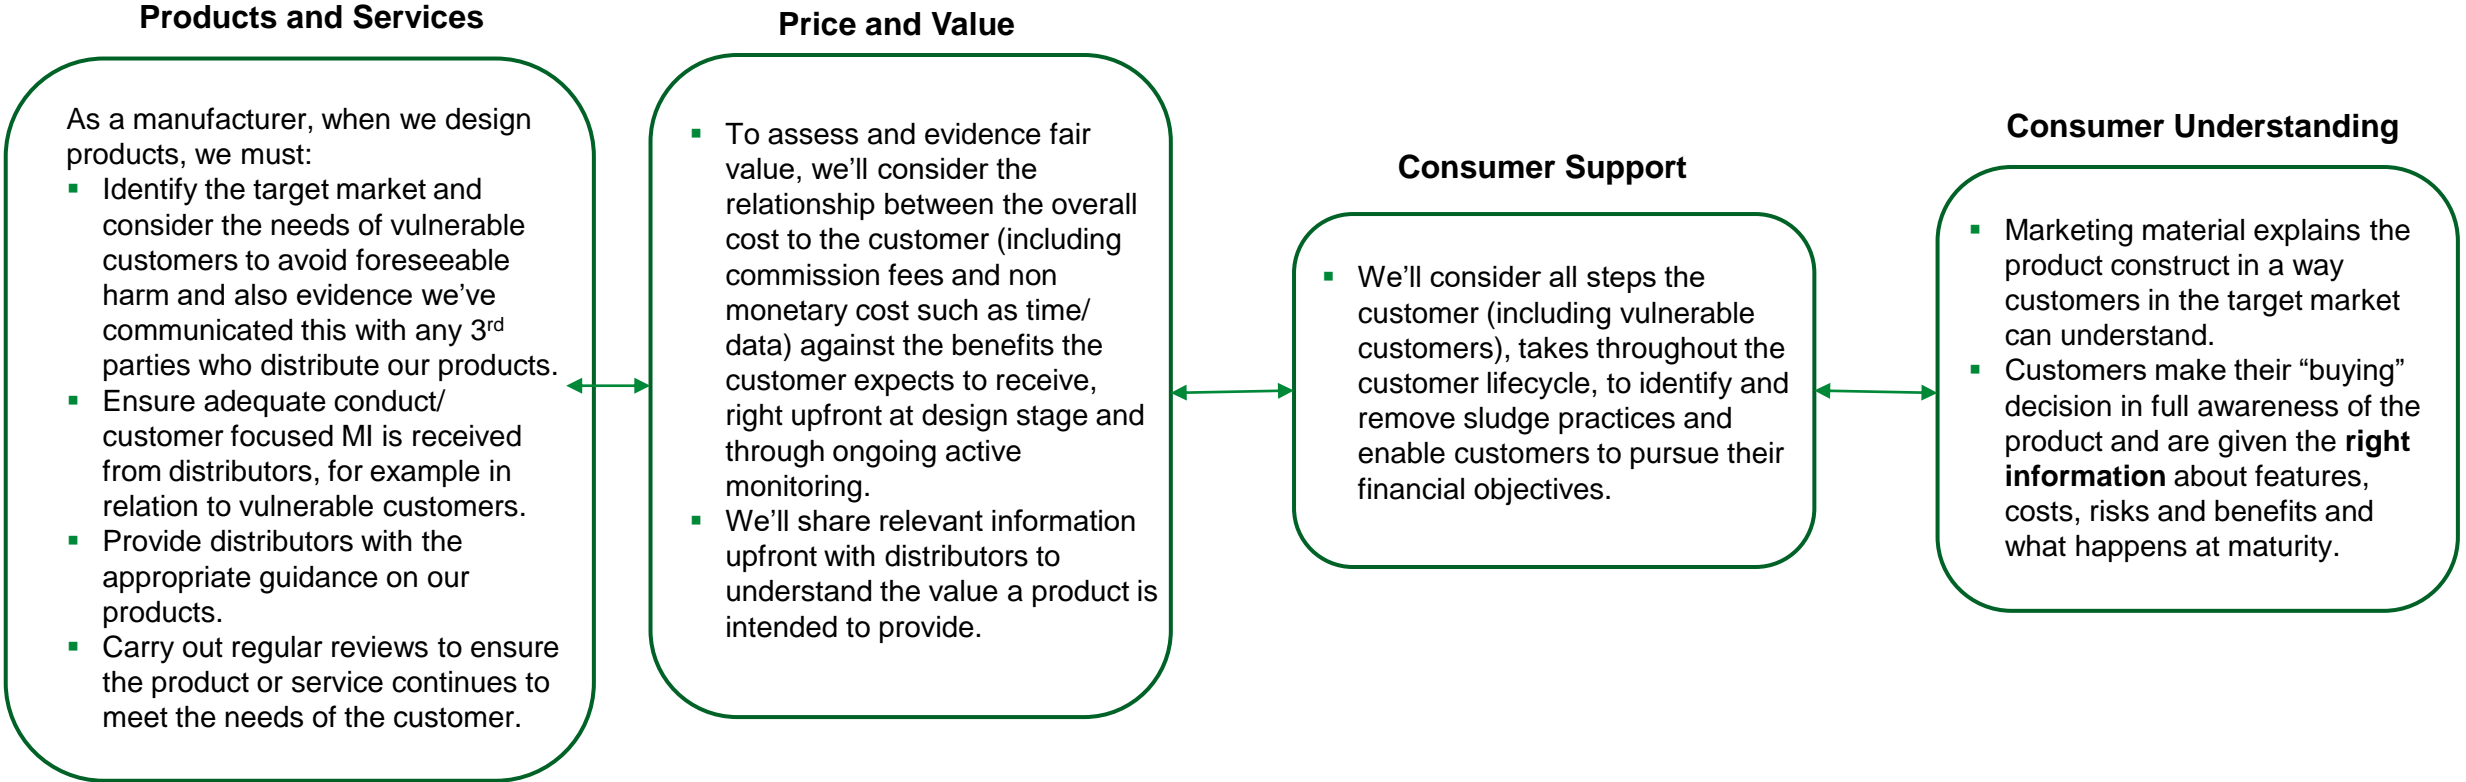 Products and Services
As a manufacturer, when we design
products, we must:
▪ Identify the target market and
consider the needs of vulnerable
customers to avoid foreseeable
harm and also evidence we’ve
communicated this with any 3rd
parties who distribute our products.
▪ Ensure adequate conduct/
customer focused MI is received
from distributors, for example in
relation to vulnerable customers.
▪ Provide distributors with the
appropriate guidance on our
products.
▪ Carry out regular reviews to ensure
the product or service continues to
meet the needs of the customer.
Price and Value
▪ To assess and evidence fair
value, we’ll consider the
relationship between the overall
cost to the customer (including
commission fees and non
monetary cost such as time/
data) against the benefits the
customer expects to receive,
right upfront at design stage and
through ongoing active
monitoring.
▪ We’ll share relevant information
upfront with distributors to
understand the value a product is
intended to provide.
Consumer Support
▪ We’ll consider all steps the
customer (including vulnerable
customers), takes throughout the
customer lifecycle, to identify and
remove sludge practices and
enable customers to pursue their
financial objectives.
Consumer Understanding
▪ Marketing material explains the
product construct in a way
customers in the target market
can understand.
▪ Customers make their “buying”
decision in full awareness of the
product and are given the right
information about features,
costs, risks and benefits and
what happens at maturity.